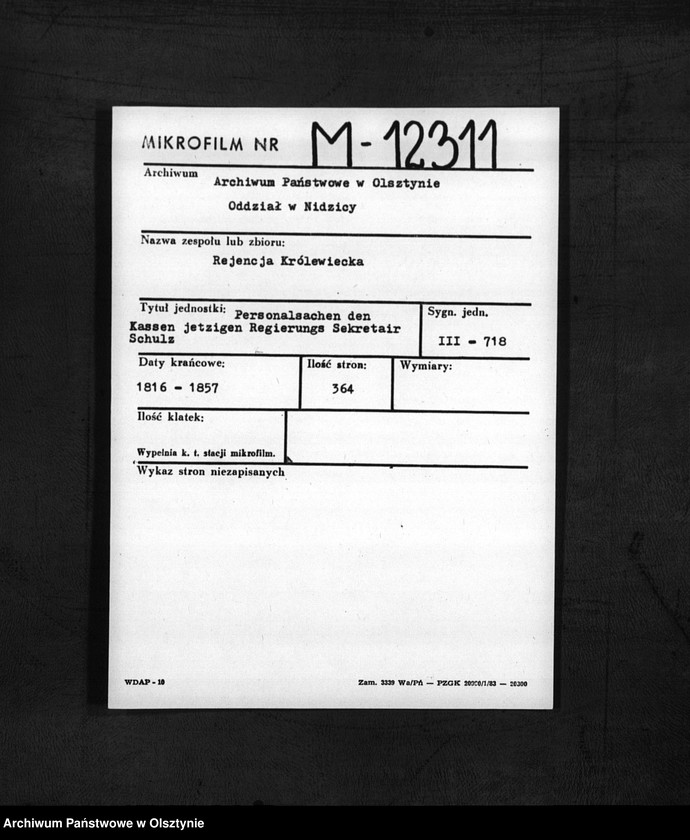 MIKROFILM NR M-12311
Archiwum
Archiwum Państwowe w Olsztynie
Oddział w Nidzicy
Nazwa zespołu lub zbioru:
Rejencja Królewiecka
Tytuł jednostki: Personalsachen den
Kassen jetzigen Regierungs Sekretair
Schulz
Sygn. jedn.
III - 718
Daty krańcowe:
1816 - 1857
Ilość stron:
364
Wymiary:
Ilość klatek:
Wypełnia k. t. stacji mikrofilm.
Wykaz stron niezapisanych
WDAP - 10
Zam. 3339 Wa/Pń — PZGK /1/83 —
Archiwum Państwowe w Olsztynie